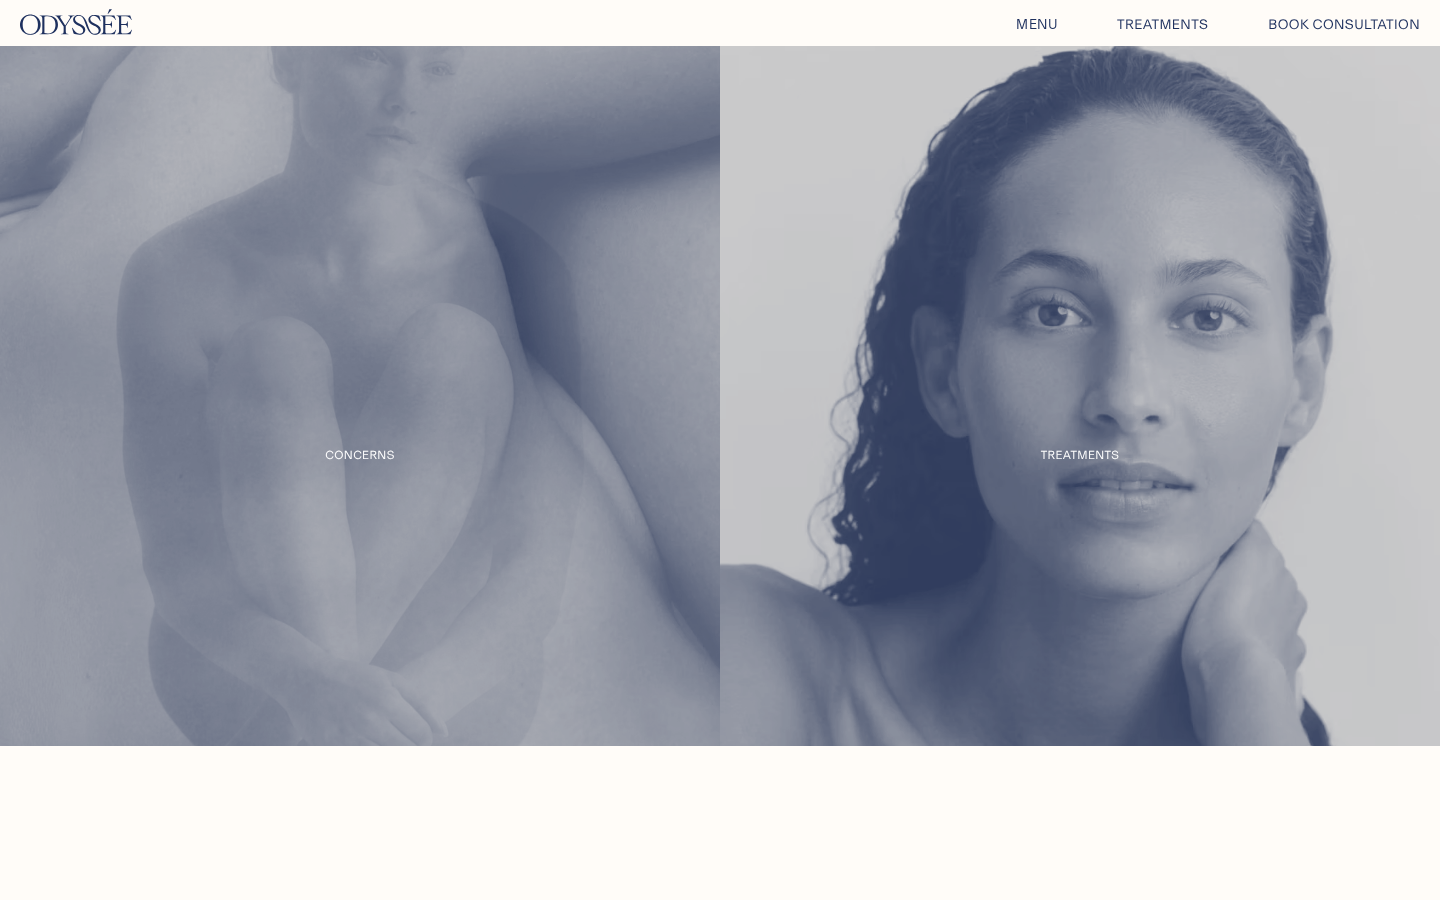 ODYSSÉE
MENU
TREATMENTS
BOOK CONSULTATION
CONCERNS
TREATMENTS